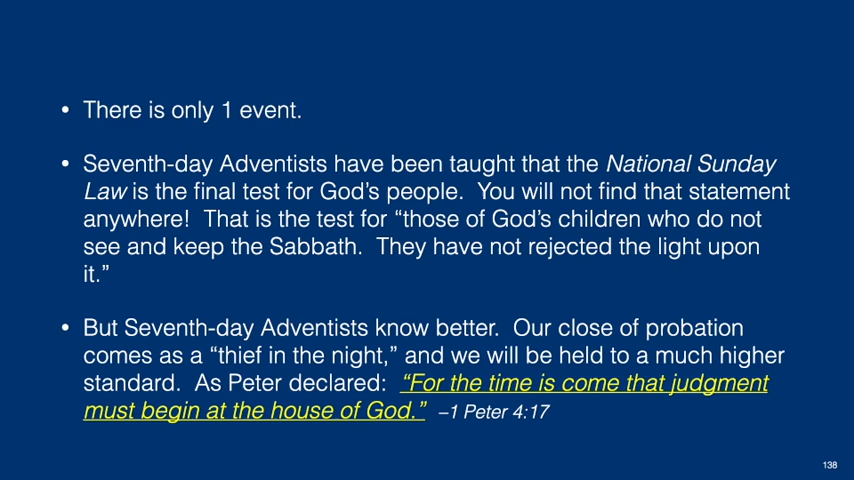 • There is only 1 event.
• Seventh-day Adventists have been taught that the National Sunday
Law is the final test for God’s people.  You will not find that statement
anywhere!  That is the test for “those of God’s children who do not
see and keep the Sabbath.  They have not rejected the light upon
it.”
• But Seventh-day Adventists know better.  Our close of probation
comes as a “thief in the night,” and we will be held to a much higher
standard.  As Peter declared:  “For the time is come that judgment
must begin at the house of God.”  –1 Peter 4:17
138